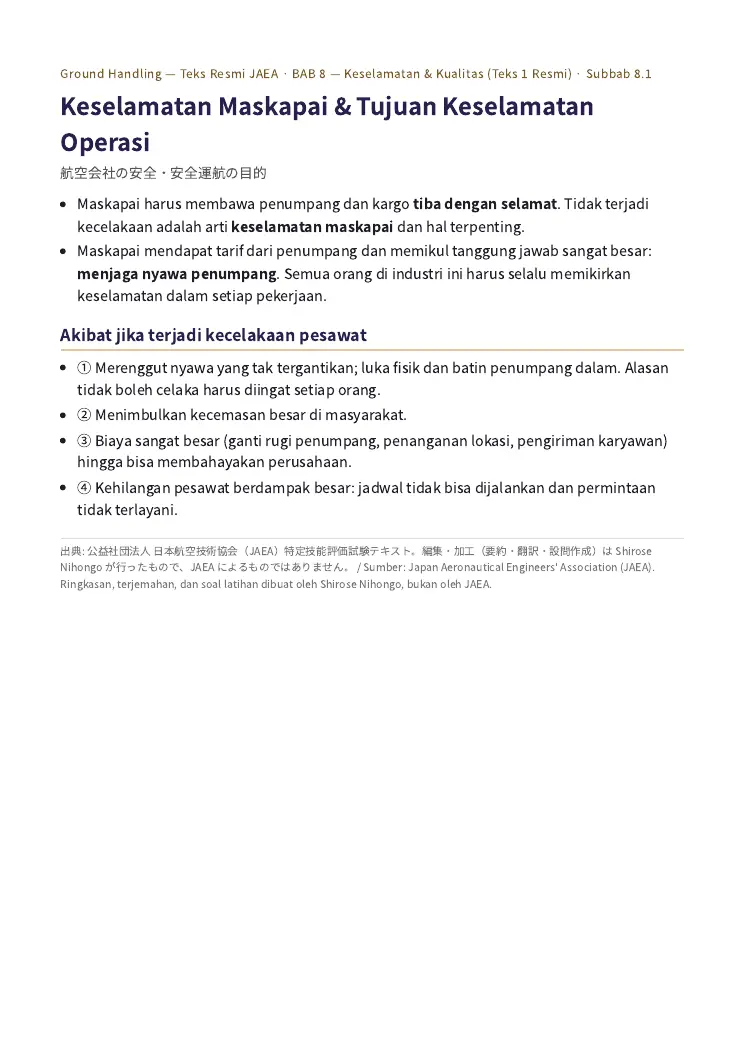 Ground Handling — Teks Resmi JAEA · BAB 8 — Keselamatan & Kualitas (Teks 1 Resmi) · Subbab 8.1
Keselamatan Maskapai & Tujuan Keselamatan
Operasi
航空会社の安全・安全運航の目的
• Maskapai harus membawa penumpang dan kargo tiba dengan selamat. Tidak terjadi
kecelakaan adalah arti keselamatan maskapai dan hal terpenting.
• Maskapai mendapat tarif dari penumpang dan memikul tanggung jawab sangat besar:
menjaga nyawa penumpang. Semua orang di industri ini harus selalu memikirkan
keselamatan dalam setiap pekerjaan.
Akibat jika terjadi kecelakaan pesawat
• ① Merenggut nyawa yang tak tergantikan; luka fisik dan batin penumpang dalam. Alasan
tidak boleh celaka harus diingat setiap orang.
• ② Menimbulkan kecemasan besar di masyarakat.
• ③ Biaya sangat besar (ganti rugi penumpang, penanganan lokasi, pengiriman karyawan)
hingga bisa membahayakan perusahaan.
• ④ Kehilangan pesawat berdampak besar: jadwal tidak bisa dijalankan dan permintaan
tidak terlayani.
出典: 公益社団法人 日本航空技術協会（JAEA）特定技能評価試験テキスト。編集・加工（要約・翻訳・設問作成）は Shirose
Nihongo が行ったもので、JAEA によるものではありません。 / Sumber: Japan Aeronautical Engineers' Association (JAEA).
Ringkasan, terjemahan, dan soal latihan dibuat oleh Shirose Nihongo, bukan oleh JAEA.